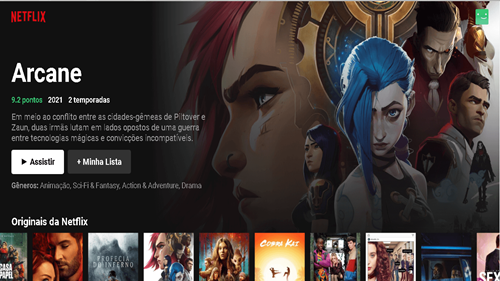 NETFLIX
Arcane
9.2 pontos 2021 2 temporadas
Em meio ao conflito entre as cidades-gêmeas de Piltover e
Zaun, duas irmãs lutam em lados opostos de uma guerra
entre tecnologias mágicas e convicções incompatíveis.
Assistir
+ Minha Lista
Gêneros: Animação, Sci-Fi & Fantasy, Action & Adventure, Drama
Originais da Netflix
CASA
PAPEL
PROFECIA
DO INFERNO
COBRA KAI
SEX